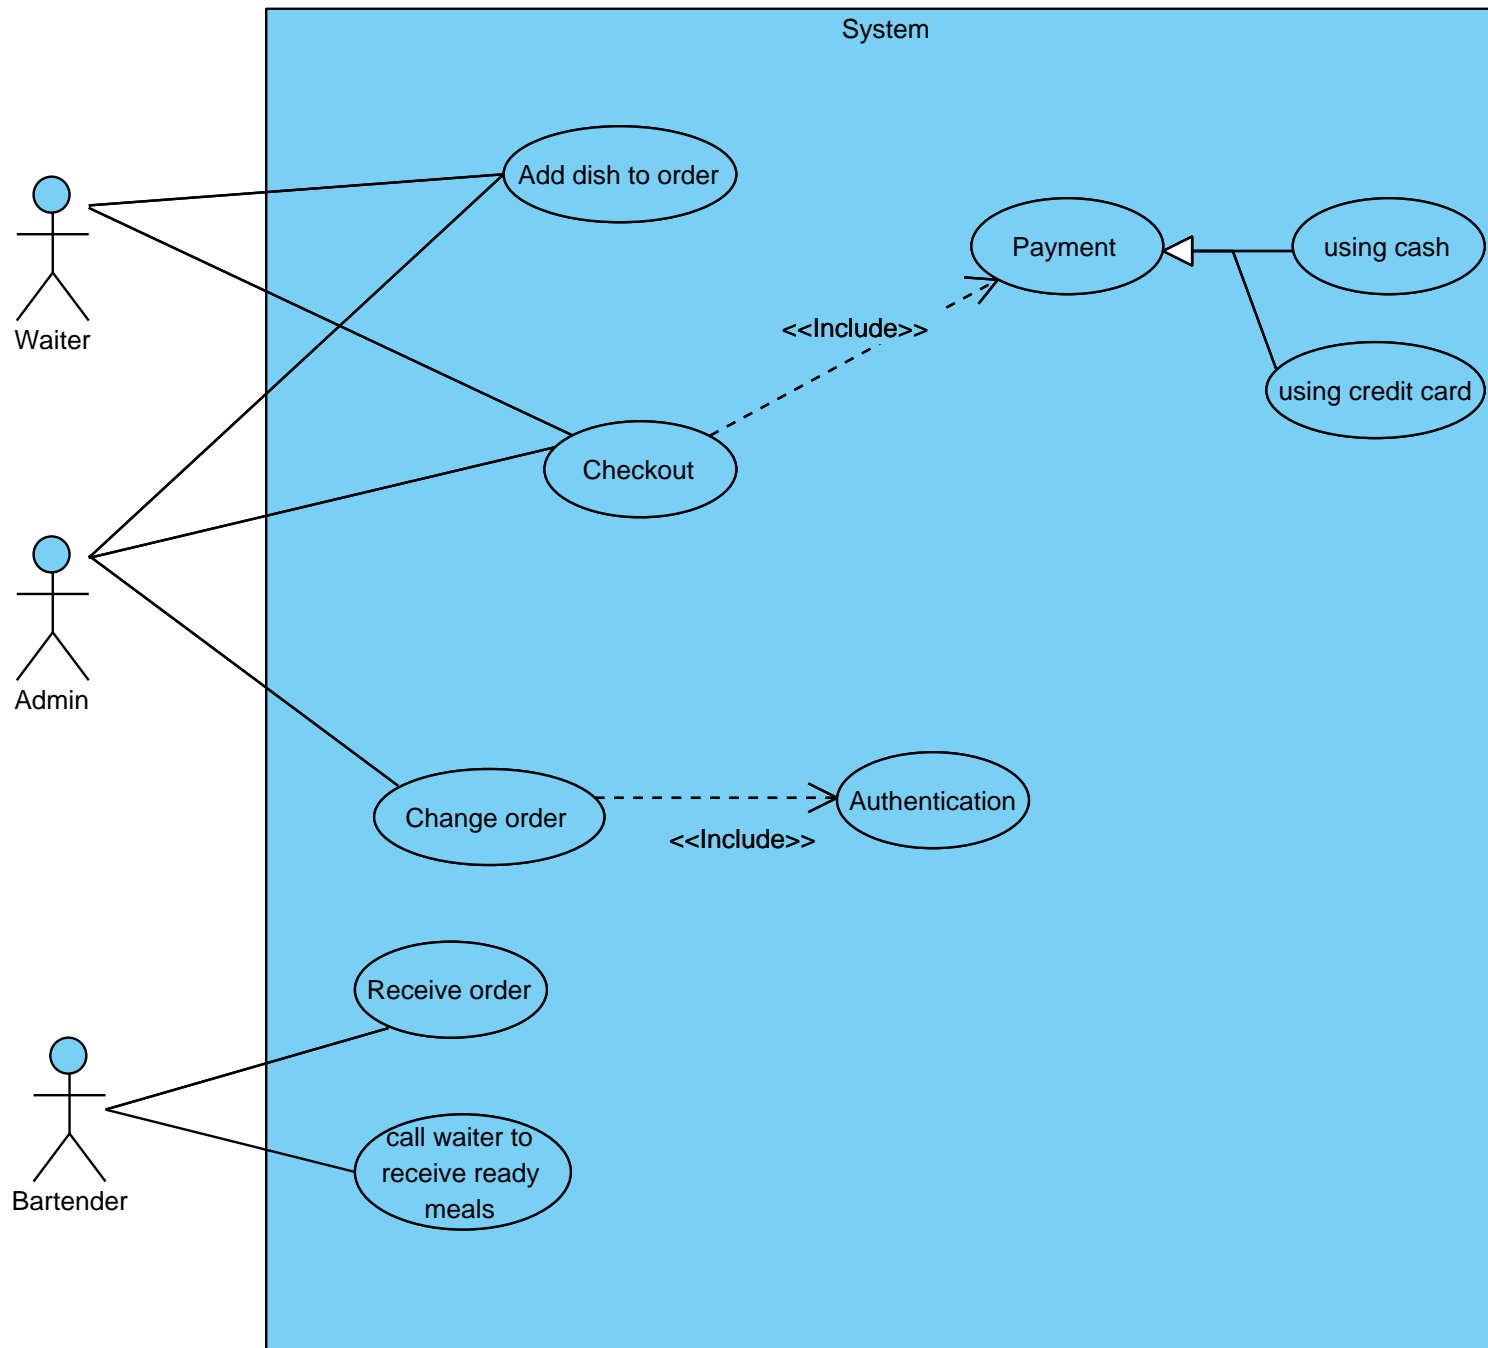 System
Add dish to order
Waiter
Payment
using cash
<<Include>>
using credit card
Checkout
Admin
Change order
<<Include>>
Authentication
Receive order
Bartender
call waiter to
receive ready
meals